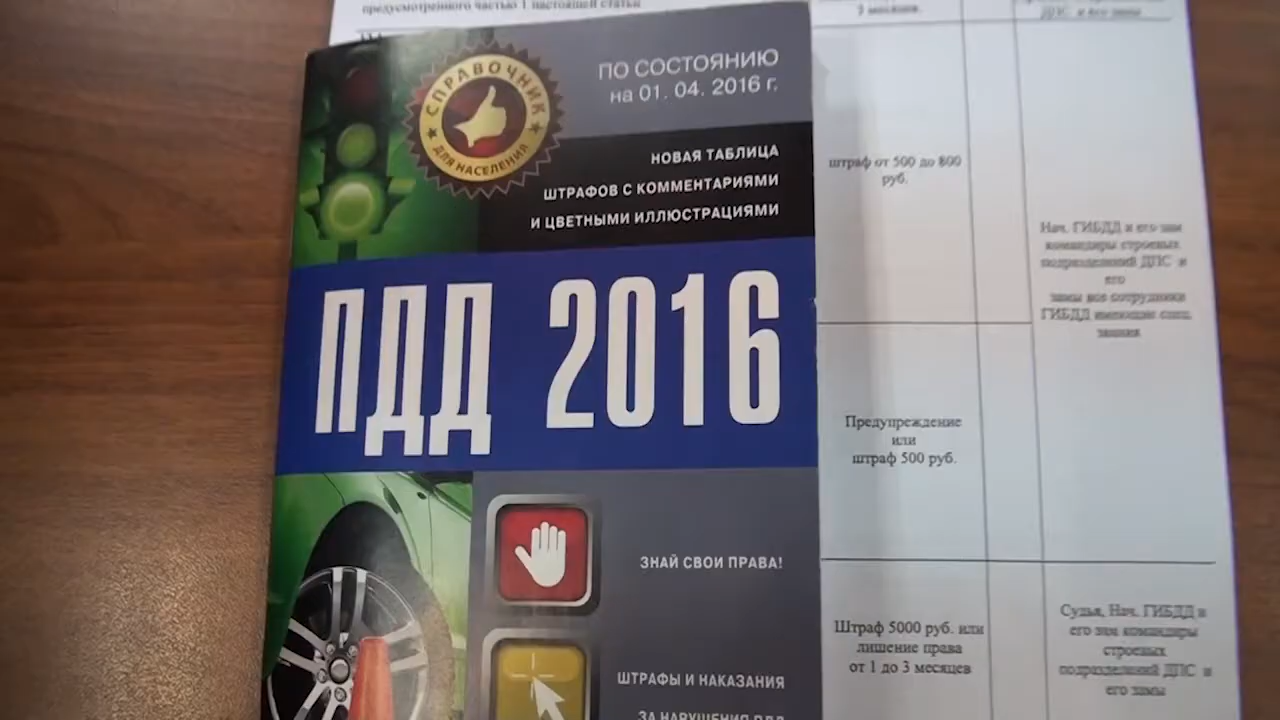 предусмотренного частью 1 настоящей статьи
3 месяцев.
ДПС и его замы
СПРАВОЧНИК
ДЛЯ НАСЕЛЕНИЯ
ПО СОСТОЯНИЮ
на 01. 04. 2016 г.
НОВАЯ ТАБЛИЦА
ШТРАФОВ С КОММЕНТАРИЯМИ
И ЦВЕТНЫМИ ИЛЛЮСТРАЦИЯМИ
ПДД 2016
ЗНАЙ СВОИ ПРАВА!
ШТРАФЫ И НАКАЗАНИЯ
ЗА НАРУШЕНИЯ ПДД
штраф от 500 до 800
руб.
Нач. ГИБДД и его зам
командиры строевых
подразделений ДПС и
его
замы все сотрудники
ГИБДД имеющие спец.
звания
Предупреждение
или
штраф 500 руб.
Штраф 5000 руб. или
лишение права
от 1 до 3 месяцев
Судья, Нач. ГИБДД и
его зам командиры
строевых
подразделений ДПС и
его замы